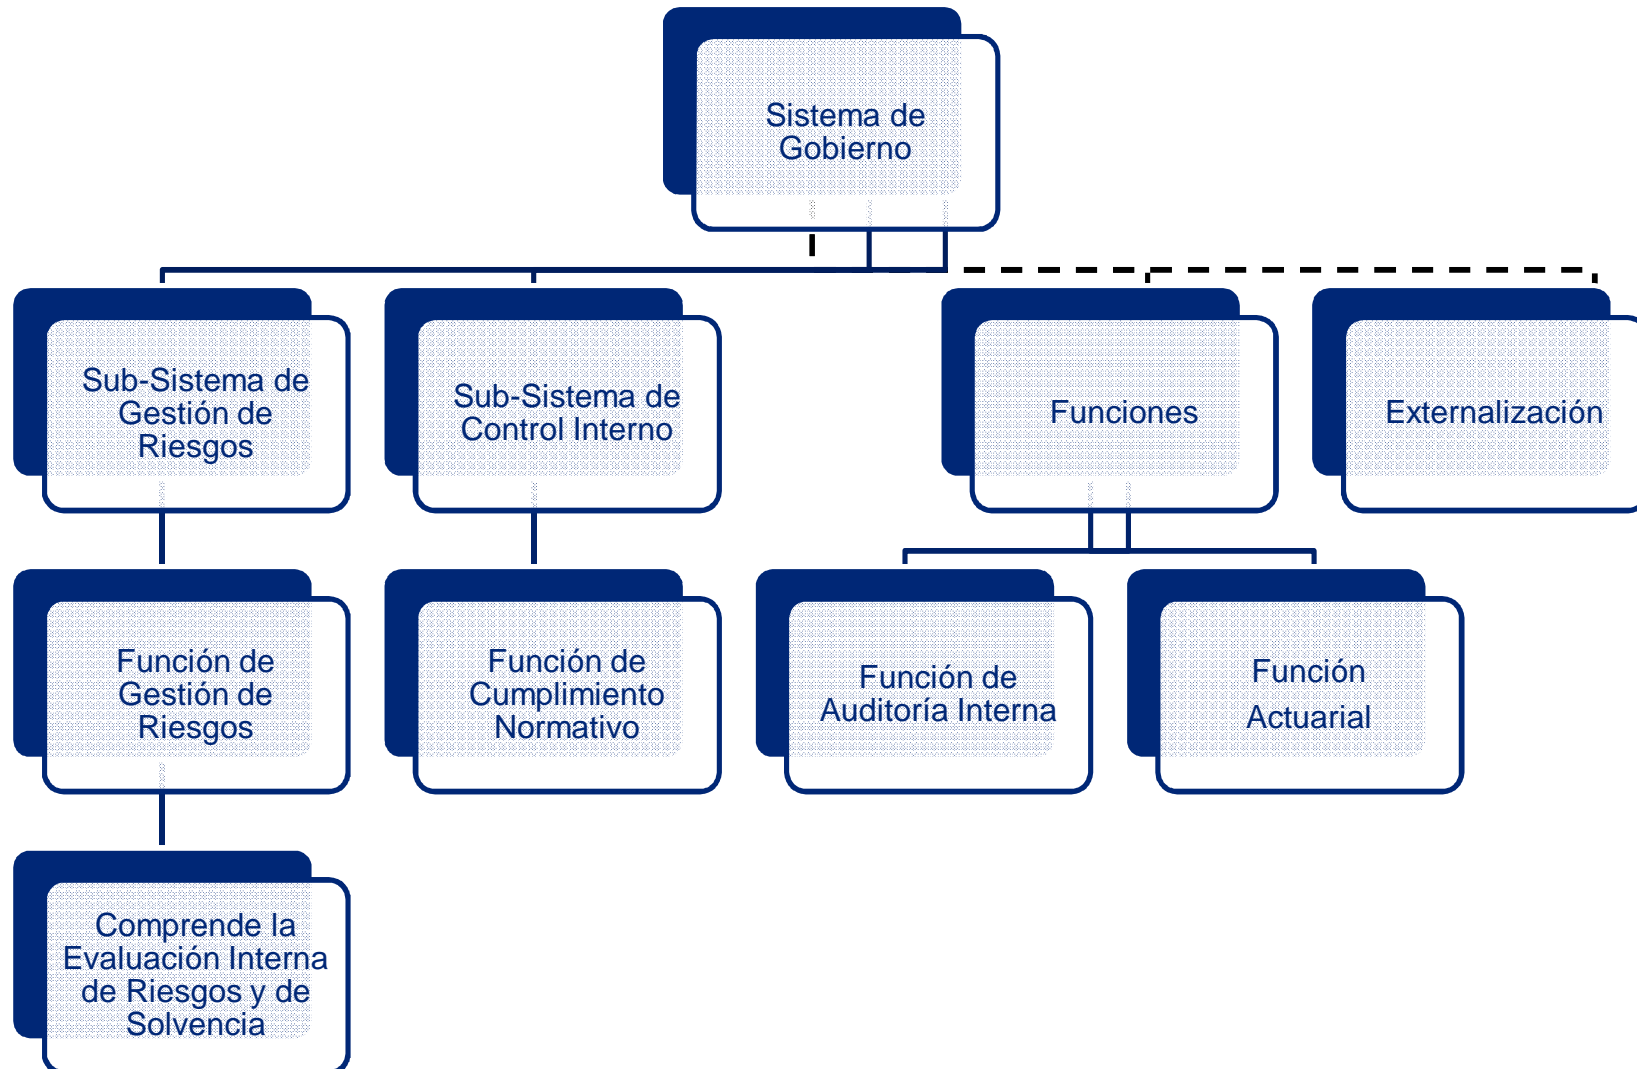 Sistema de
Gobierno
Sub-Sistema de
Gestión de
Riesgos
Sub-Sistema de
Control Interno
Funciones
Externalización
Función de
Gestión de
Riesgos
Función de
Cumplimiento
Normativo
Función de
Auditoría Interna
Función
Actuarial
Comprende la
Evaluación Interna
de Riesgos y de
Solvencia